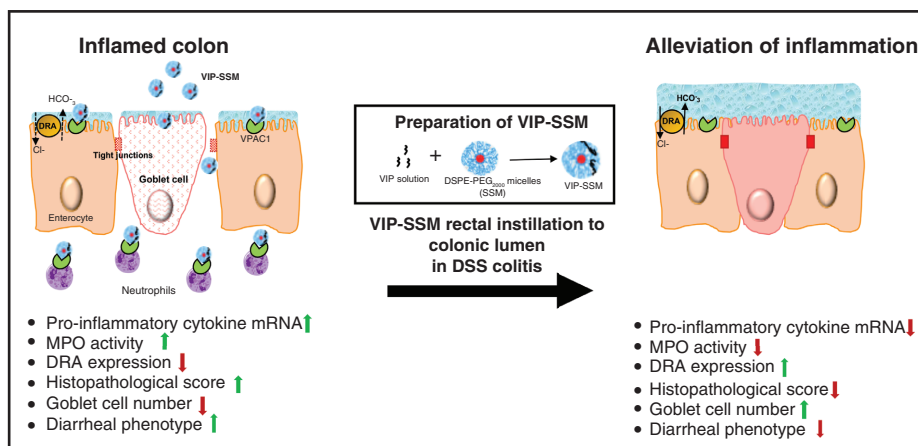 Inflamed colon
VIP-SSM
HCO-3
DRA
Cl-
VPAC1
Tight junctions
Goblet cell
Enterocyte
Neutrophils
• Pro-inflammatory cytokine mRNA↑
• MPO activity ↑
• DRA expression ↓
• Histopathological score ↑
• Goblet cell number ↓
• Diarrheal phenotype ↑
Preparation of VIP-SSM
+
VIP solution
DSPE-PEG2000 micelles
(SSM)
VIP-SSM
VIP-SSM rectal instillation to
colonic lumen
in DSS colitis
Alleviation of inflammation
HCO-3
DRA
Cl-
• Pro-inflammatory cytokine mRNA↓
• MPO activity ↓
• DRA expression ↑
• Histopathological score ↓
• Goblet cell number ↑
• Diarrheal phenotype ↓